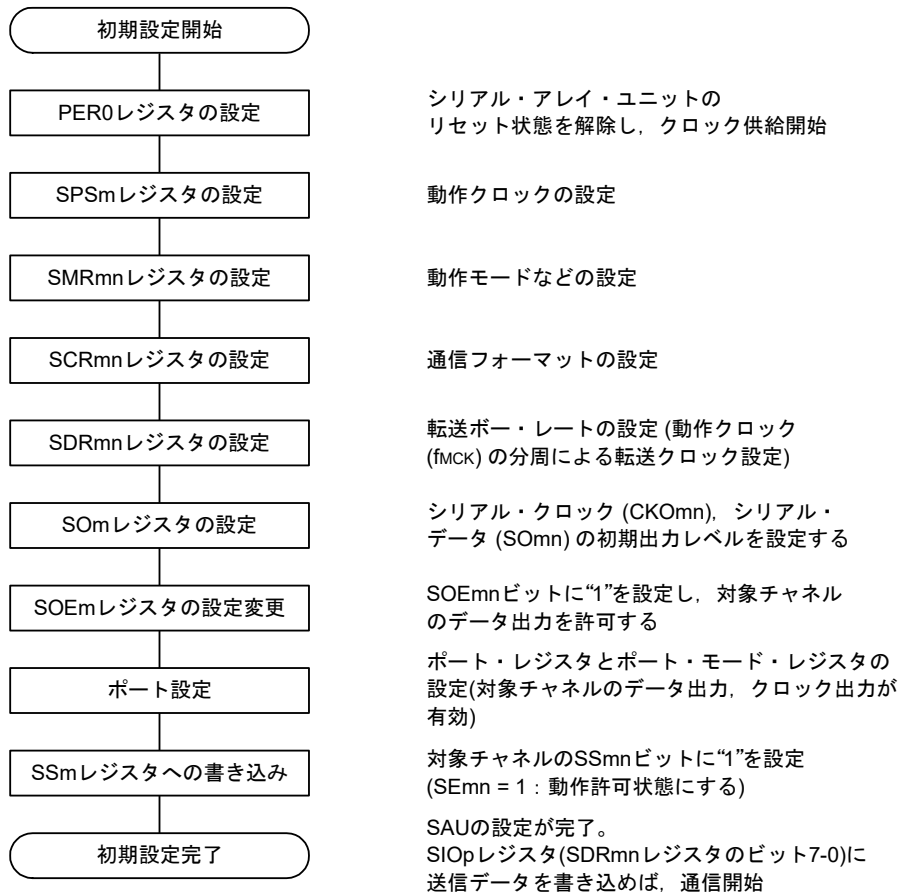 初期設定開始
PER0レジスタの設定
シリアル・アレイ・ユニットの
リセット状態を解除し，クロック供給開始
SPSmレジスタの設定
動作クロックの設定
SMRmnレジスタの設定
動作モードなどの設定
SCRmnレジスタの設定
通信フォーマットの設定
SDRmnレジスタの設定
転送ボー・レートの設定 (動作クロック
(fMCK) の分周による転送クロック設定)
SOmレジスタの設定
シリアル・クロック (CKOmn)，シリアル・
データ (SOmn) の初期出力レベルを設定する
SOEmレジスタの設定変更
SOEmnビットに“1”を設定し，対象チャネル
のデータ出力を許可する
ポート設定
ポート・レジスタとポート・モード・レジスタの
設定(対象チャネルのデータ出力，クロック出力が
有効)
SSmレジスタへの書き込み
対象チャネルのSSmnビットに“1”を設定
(SEmn = 1：動作許可状態にする)
初期設定完了
SAUの設定が完了。
SIOpレジスタ(SDRmnレジスタのビット7-0)に
送信データを書き込めば，通信開始